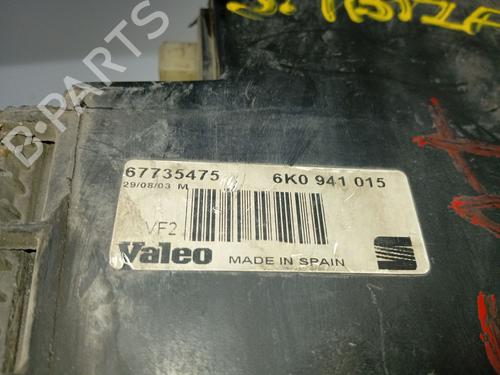 B-PARTS
67735475 6K0 941 015
29/08/03 M
VF2
Valeo MADE IN SPAIN